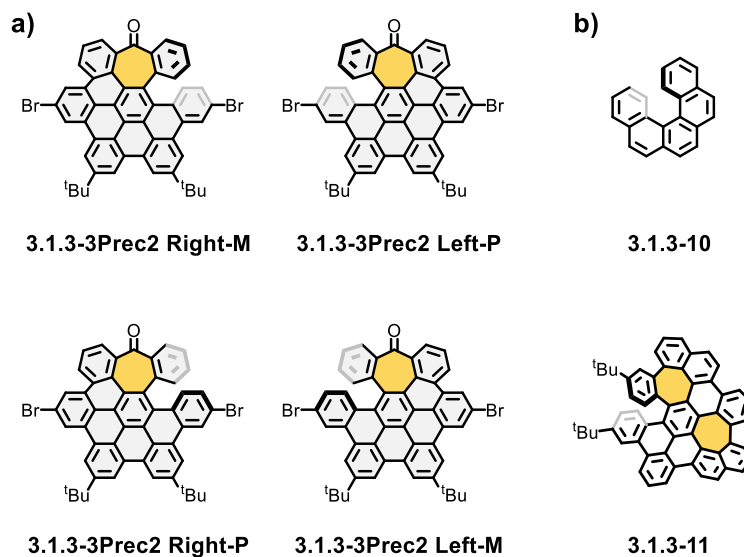 a)
b)
O
O
Br
Br
Br
Br
tBu
tBu
tBu
tBu
3.1.3-3Prec2 Right-M
3.1.3-3Prec2 Left-P
3.1.3-10
O
O
tBu
Br
Br
Br
Br
tBu
tBu
tBu
tBu
tBu
3.1.3-3Prec2 Right-P
3.1.3-3Prec2 Left-M
3.1.3-11